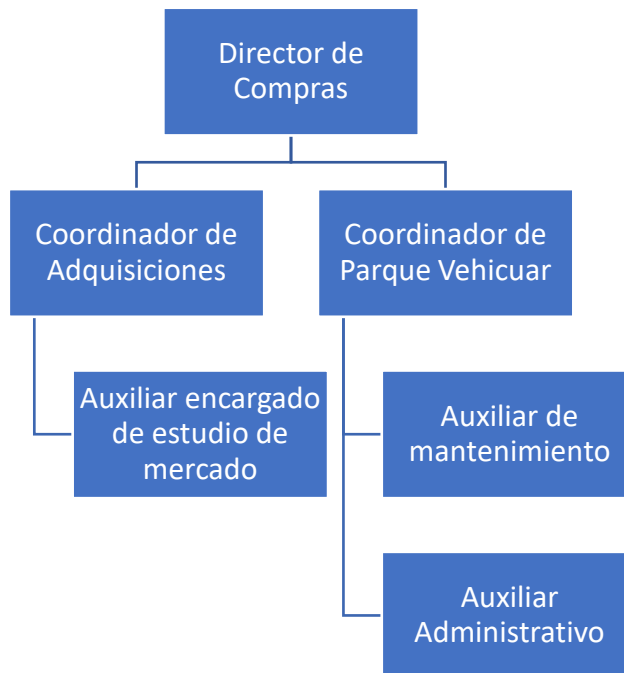 Director de
Compras
Coordinador de
Adquisiciones
Coordinador de
Parque Vehicuar
Auxiliar encargado
de estudio de
mercado
Auxiliar de
mantenimiento
Auxiliar
Administrativo